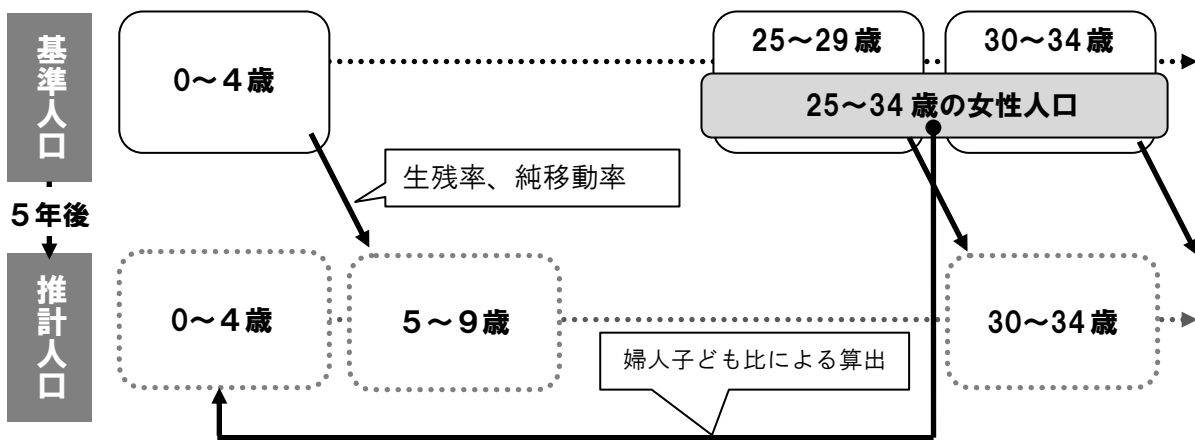 基準人口
0～4歳
25～29歳
30～34歳
25～34歳の女性人口
生残率、純移動率
5年後
推計人口
0～4歳
5～9歳
30～34歳
婦人子ども比による算出